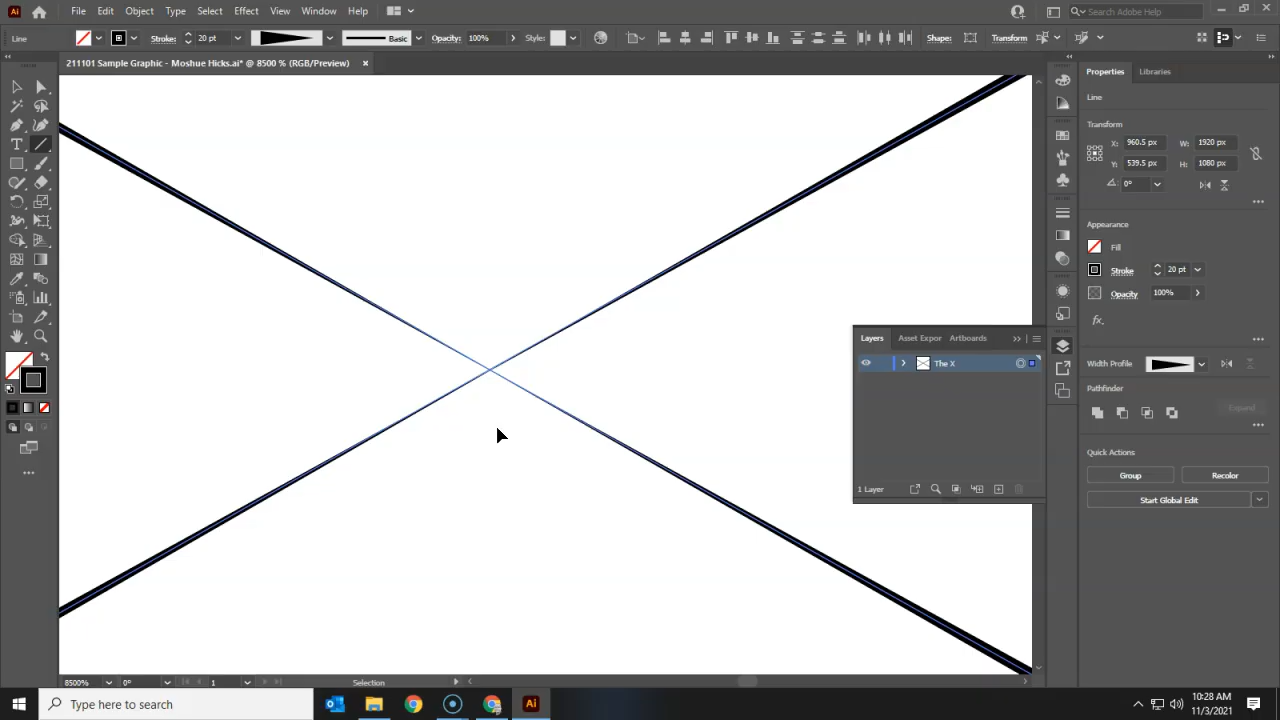 Ai File Edit Object Type Select Effect View Window Help Search Adobe Help
Line Stroke: 20 pt Basic Opacity: 100% Style: Shape: Transform
211101 Sample Graphic - Moshue Hicks.ai* @ 8500 % (RGB/Preview)
Properties Libraries
Line
Transform
X: 960.5 px W: 1920 px
Y: 539.5 px H: 1080 px
0°
Appearance
Fill
Stroke 20 pt
Opacity 100%
fx.
Width Profile
Pathfinder
Expand
Quick Actions
Group Recolor
Start Global Edit
Layers Asset Expor Artboards
The X
1 Layer
8500% 0° 1 Selection
Type here to search
Ai
10:28 AM
11/3/2021